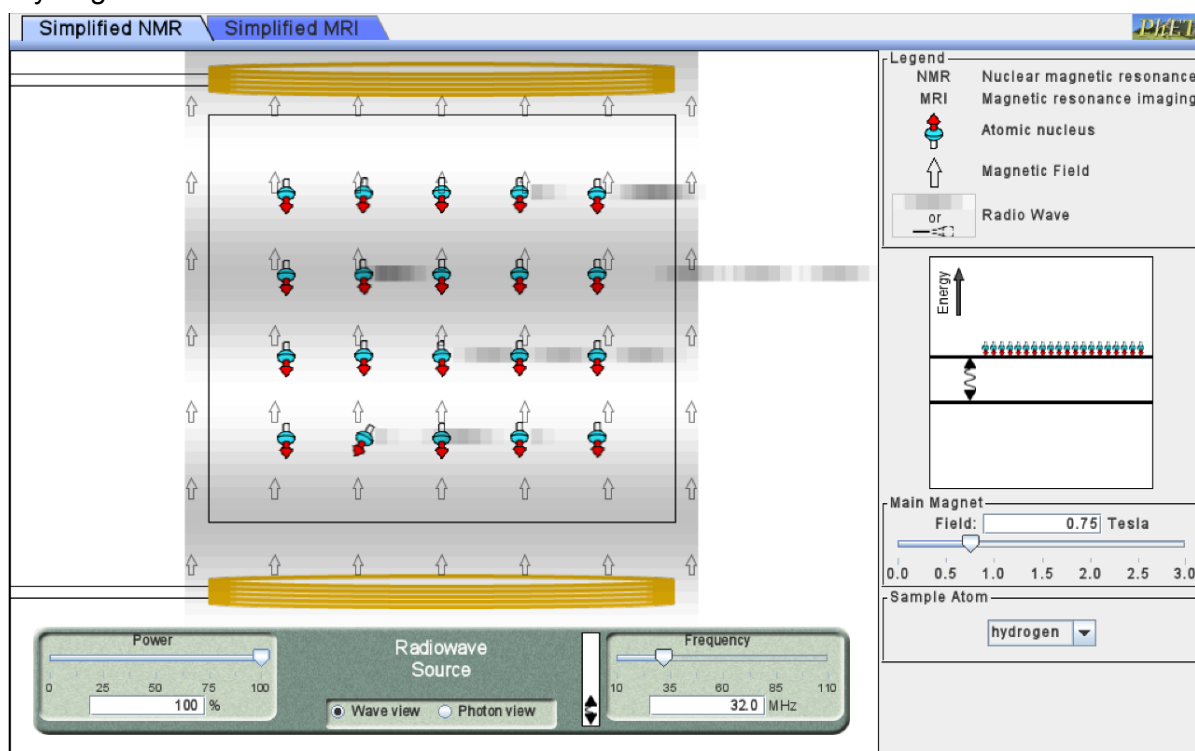 Simplified NMR
Simplified MRI
PhET
Legend
NMR Nuclear magnetic resonance
MRI Magnetic resonance imaging
Atomic nucleus
Magnetic Field
or
Radio Wave
Energy
Main Magnet
Field: 0.75 Tesla
0.0 0.5 1.0 1.5 2.0 2.5 3.0
Sample Atom
hydrogen
Power
0 25 50 75 100
100 %
Radiowave
Source
Wave view Photon view
Frequency
10 35 60 85 110
32.0 MHz